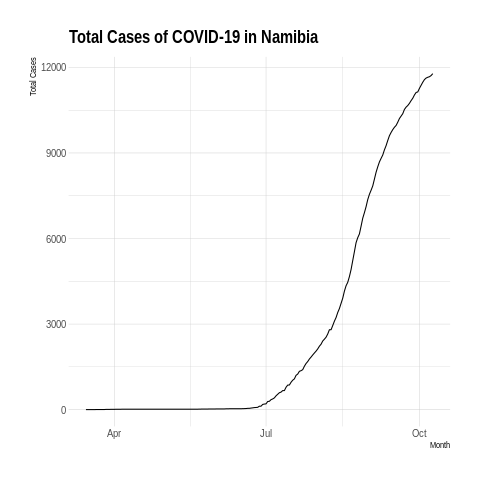 Total Cases of COVID-19 in Namibia
Total Cases
12000
9000
6000
3000
0
Apr
Jul
Oct
Month